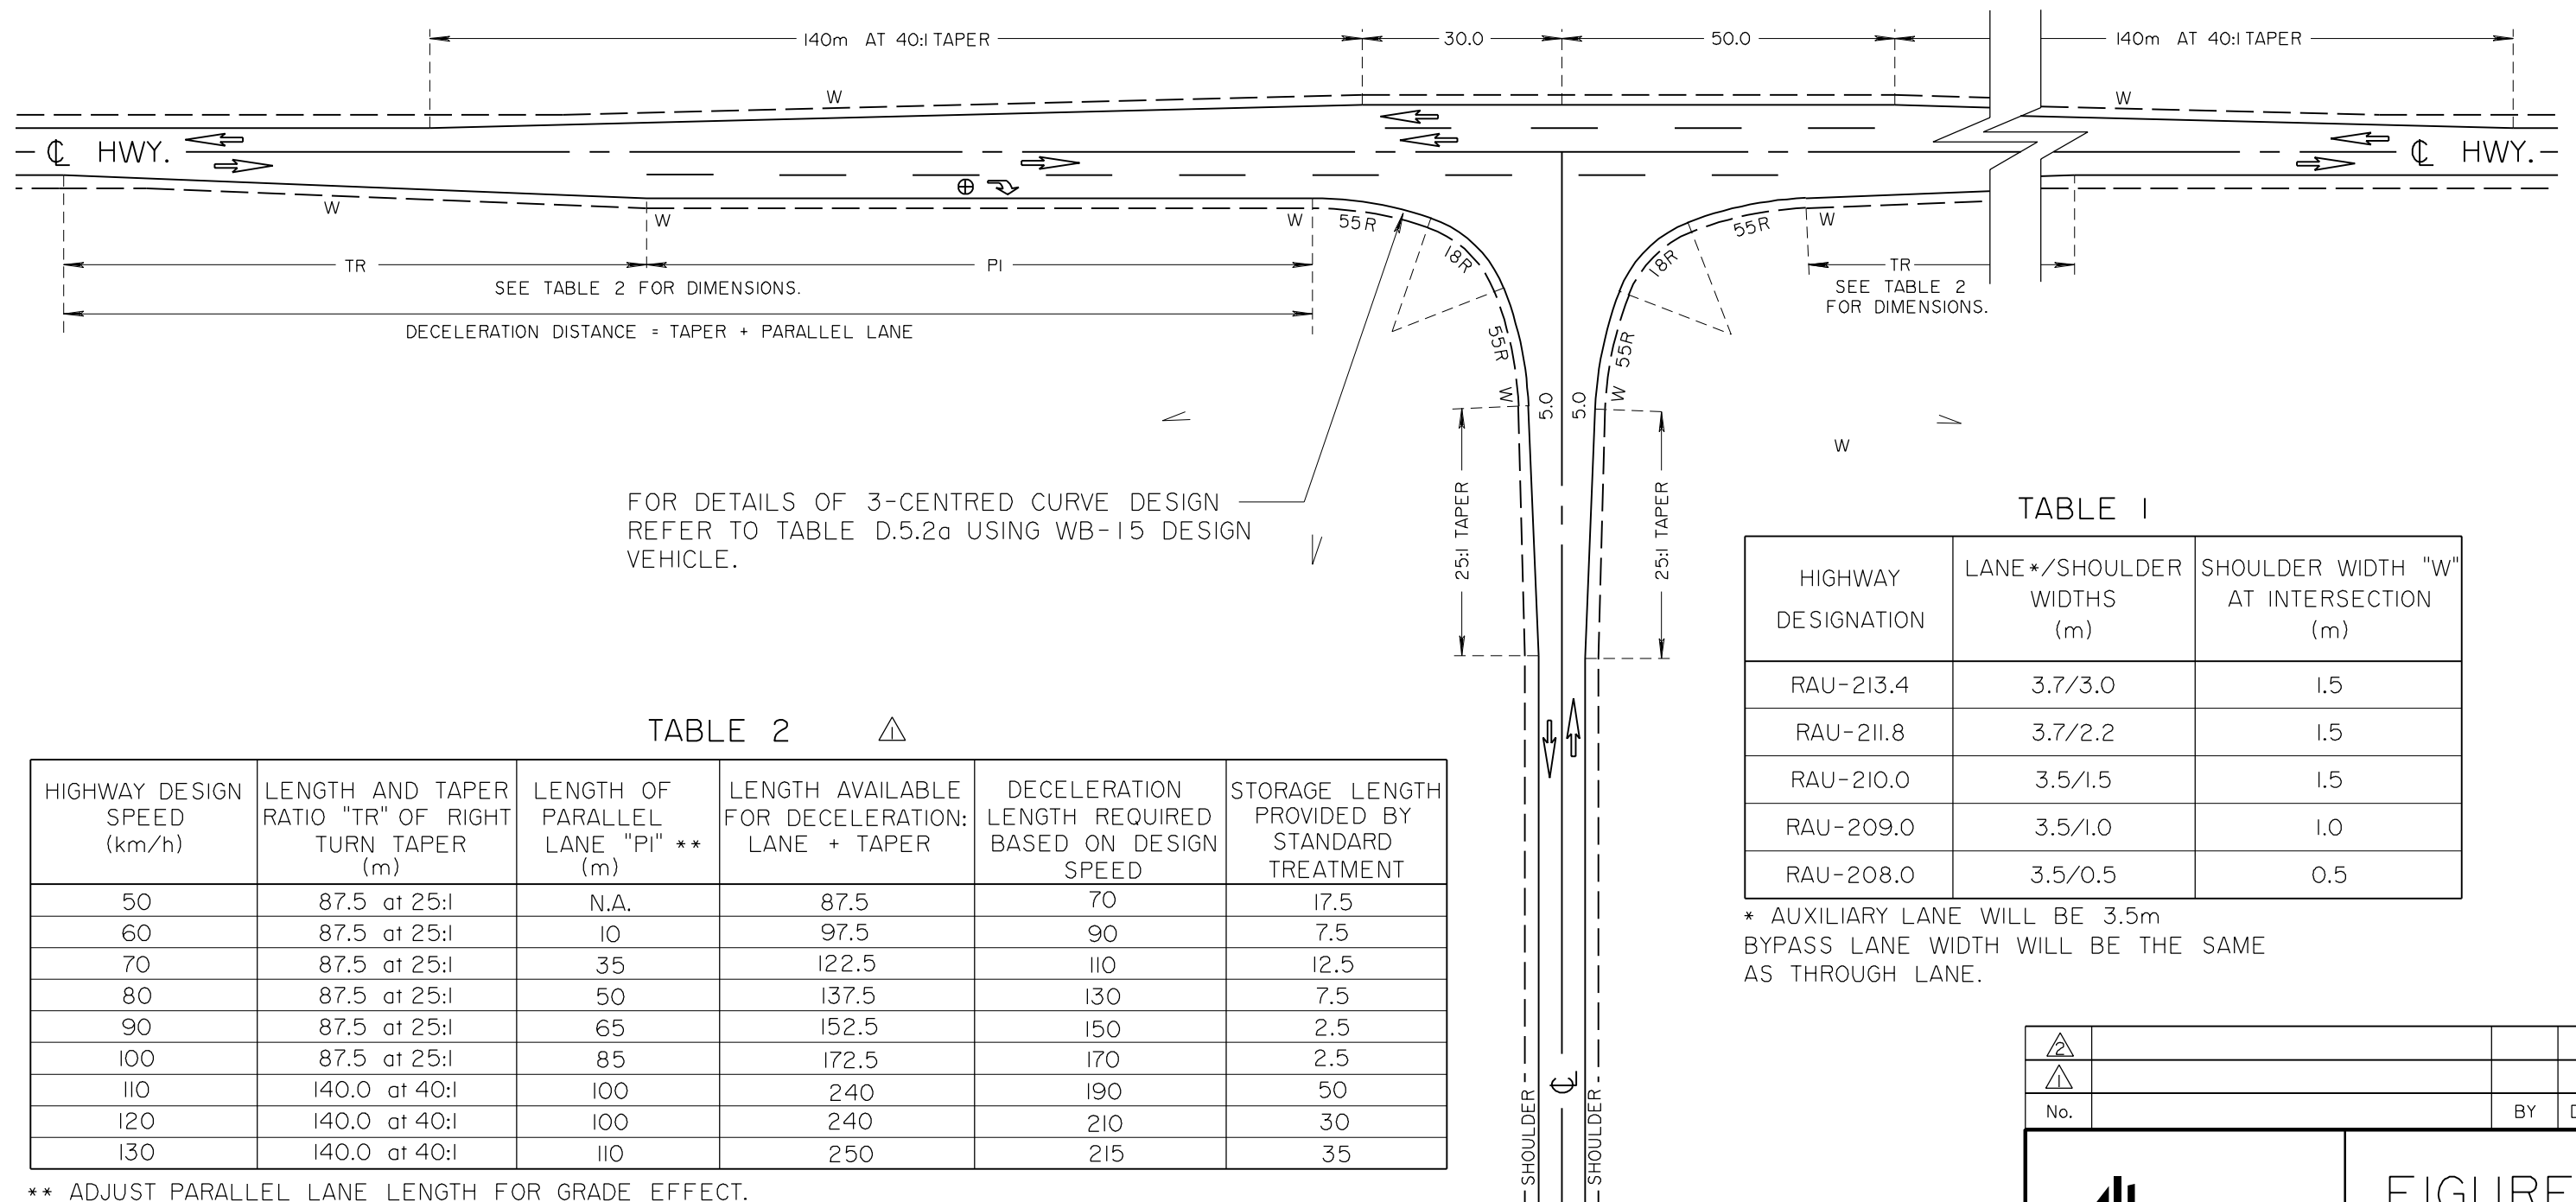 140m AT 40:1 TAPER
30.0
50.0
140m AT 40:1 TAPER
W
W
℄ HWY.
℄ HWY.
W
W
W
55R
18R
55R
W
55R
18R
55R
W
W
TR
P1
SEE TABLE 2 FOR DIMENSIONS.
DECELERATION DISTANCE = TAPER + PARALLEL LANE
TR
SEE TABLE 2
FOR DIMENSIONS.
5.0
5.0
W
25:1 TAPER
25:1 TAPER
FOR DETAILS OF 3-CENTRED CURVE DESIGN
REFER TO TABLE D.5.2a USING WB-15 DESIGN
VEHICLE.
TABLE 1
HIGHWAY DESIGNATION
LANE*/SHOULDER WIDTHS (m)
SHOULDER WIDTH "W" AT INTERSECTION (m)
RAU-213.4 3.7/3.0 1.5
RAU-211.8 3.7/2.2 1.5
RAU-210.0 3.5/1.5 1.5
RAU-209.0 3.5/1.0 1.0
RAU-208.0 3.5/0.5 0.5
* AUXILIARY LANE WILL BE 3.5m
BYPASS LANE WIDTH WILL BE THE SAME
AS THROUGH LANE.
TABLE 2 1
HIGHWAY DESIGN SPEED (km/h)
LENGTH AND TAPER RATIO "TR" OF RIGHT TURN TAPER (m)
LENGTH OF PARALLEL LANE "P1" ** (m)
LENGTH AVAILABLE FOR DECELERATION: LANE + TAPER
DECELERATION LENGTH REQUIRED BASED ON DESIGN SPEED
STORAGE LENGTH PROVIDED BY STANDARD TREATMENT
50 87.5 at 25:1 N.A. 87.5 70 17.5
60 87.5 at 25:1 10 97.5 90 7.5
70 87.5 at 25:1 35 122.5 110 12.5
80 87.5 at 25:1 50 137.5 130 7.5
90 87.5 at 25:1 65 152.5 150 2.5
100 87.5 at 25:1 85 172.5 170 2.5
110 140.0 at 40:1 100 240 190 50
120 140.0 at 40:1 100 240 210 30
130 140.0 at 40:1 110 250 215 35
** ADJUST PARALLEL LANE LENGTH FOR GRADE EFFECT.
SHOULDER
℄
SHOULDER
2
1
No. BY
FIGURE